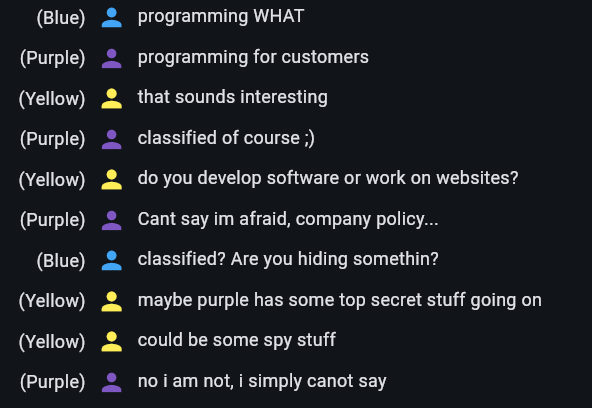 (Blue) programming WHAT
(Purple) programming for customers
(Yellow) that sounds interesting
(Purple) classified of course ;)
(Yellow) do you develop software or work on websites?
(Purple) Cant say im afraid, company policy...
(Blue) classified? Are you hiding somethin?
(Yellow) maybe purple has some top secret stuff going on
(Yellow) could be some spy stuff
(Purple) no i am not, i simply canot say